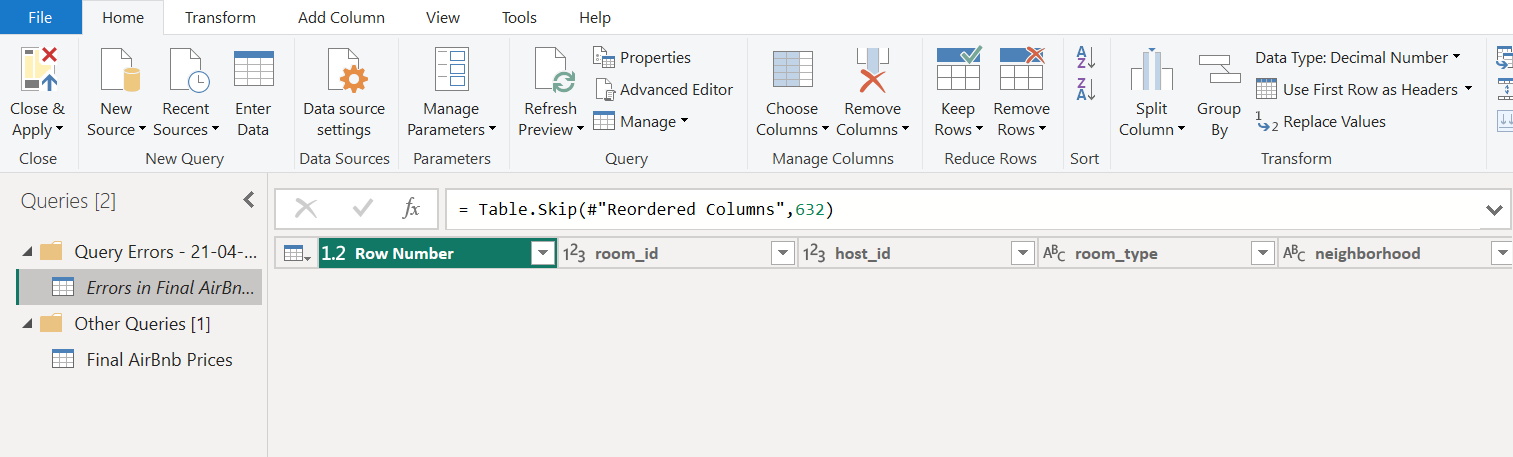 File Home Transform Add Column View Tools Help
Close & Apply
New Source
Recent Sources
Enter Data
Data source settings
Manage Parameters
Refresh Preview
Properties
Advanced Editor
Manage
Choose Columns
Remove Columns
Keep Rows
Remove Rows
A
Z
Z
A
Split Column
Group By
Data Type: Decimal Number
Use First Row as Headers
1
2
Replace Values
Close New Query Data Sources Parameters Query Manage Columns Reduce Rows Sort Transform
Queries [2]
fx = Table.Skip(#"Reordered Columns",632)
1.2 Row Number 123 room_id 123 host_id ABC room_type ABC neighborhood
Query Errors - 21-04-...
Errors in Final AirBn...
Other Queries [1]
Final AirBnb Prices